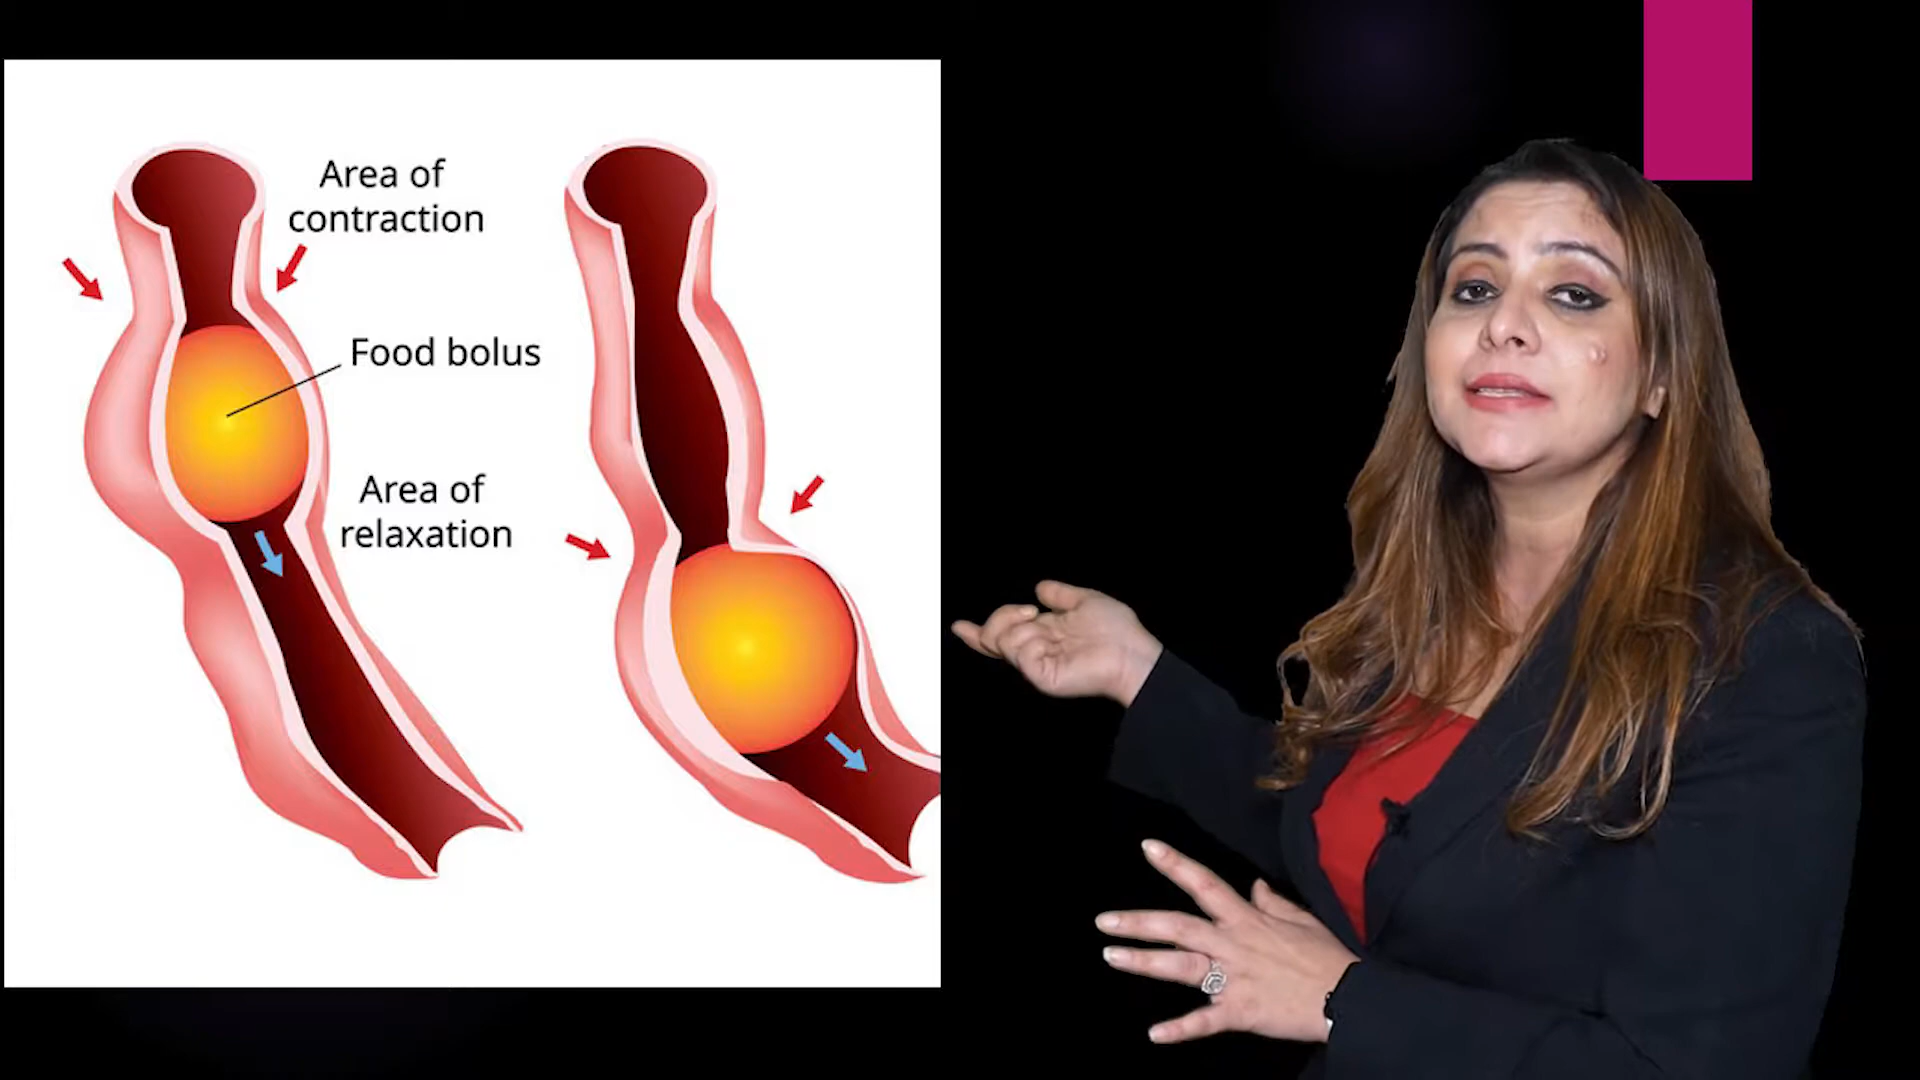 Area of
contraction
Food bolus
Area of
relaxation